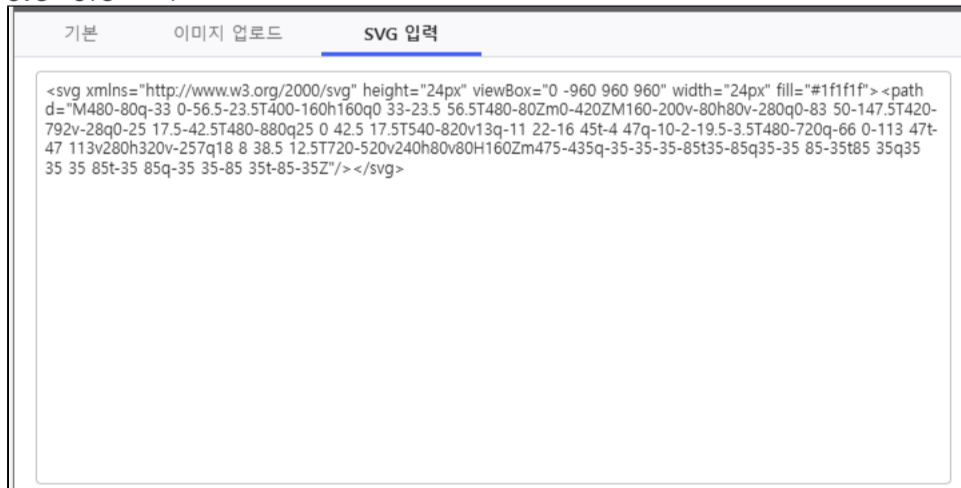 기본 이미지 업로드 SVG 입력
<svg xmlns="http://www.w3.org/2000/svg" height="24px" viewBox="0 -960 960 960" width="24px" fill="#1f1f1f"><path
d="M480-80q-33 0-56.5-23.5T400-160h160q0 33-23.5 56.5T480-80Zm0-420ZM160-200v-80h80v-280q0-83 50-147.5T420-
792v-28q0-25 17.5-42.5T480-880q25 0 42.5 17.5T540-820v13q-11 22-16 45t-4 47q-10-2-19.5-3.5T480-720q-66 0-113 47t-
47 113v280h320v-257q18 8 38.5 12.5T720-520v240h80v80H160Zm475-435q-35-35-35-85t35-85q35-35 85-35t85 35q35
35 35 85t-35 85q-35 35-85 35t-85-35Z"/></svg>